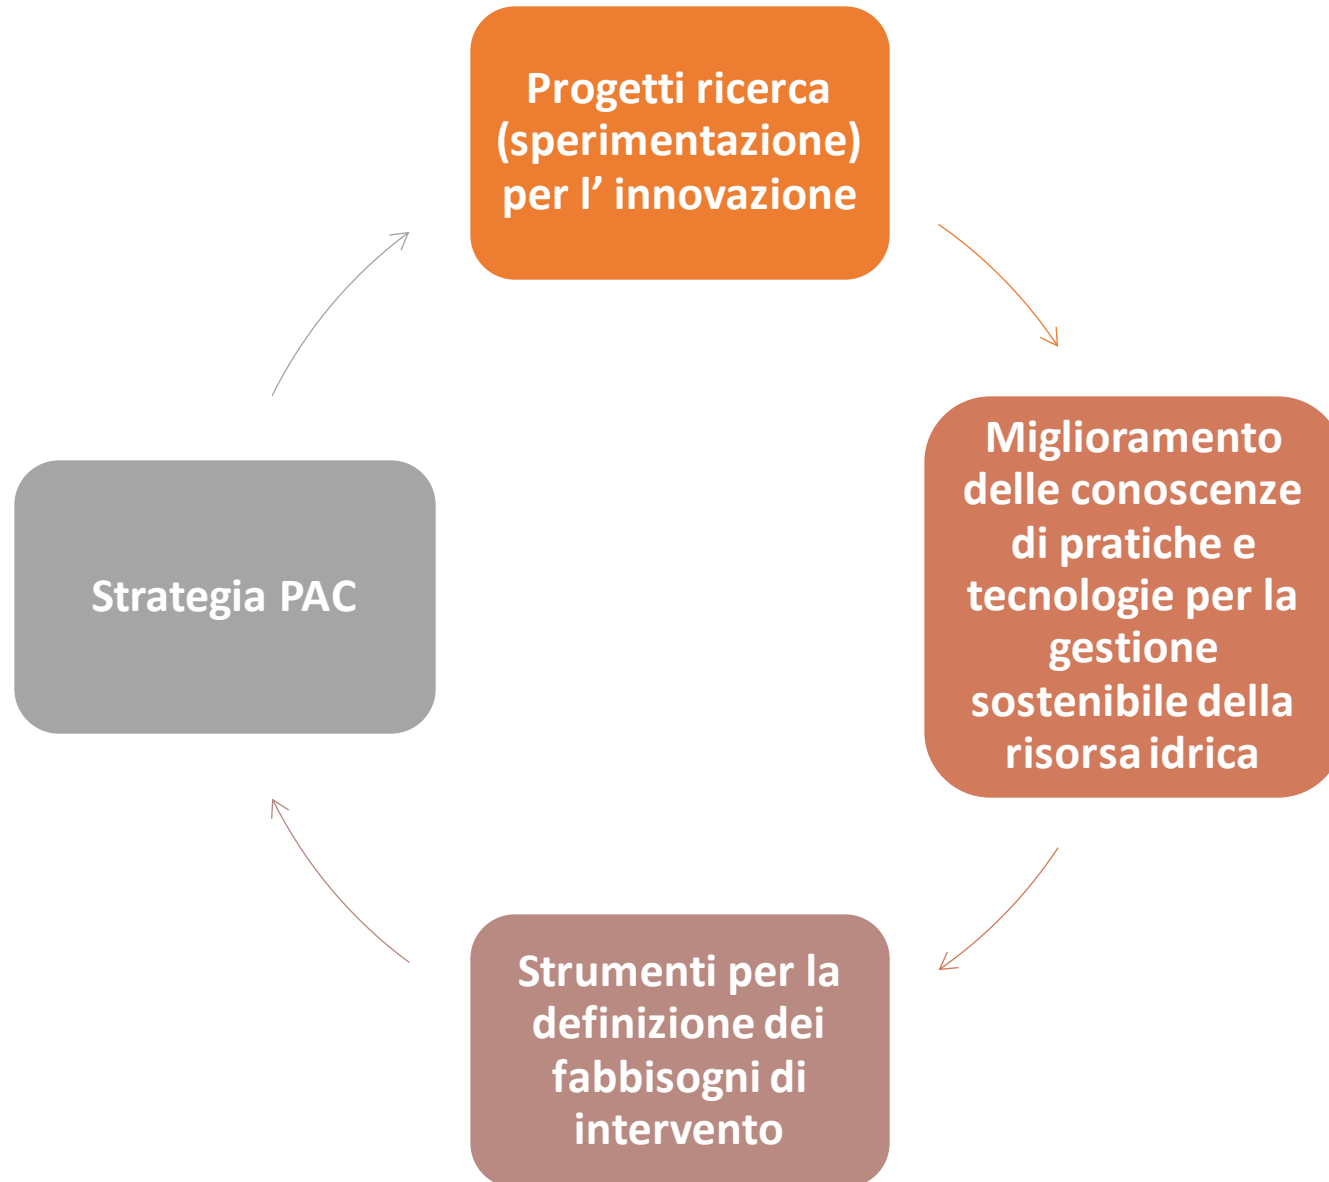 Progetti ricerca
(sperimentazione)
per l’ innovazione
Miglioramento
delle conoscenze
di pratiche e
tecnologie per la
gestione
sostenibile della
risorsa idrica
Strumenti per la
definizione dei
fabbisogni di
intervento
Strategia PAC